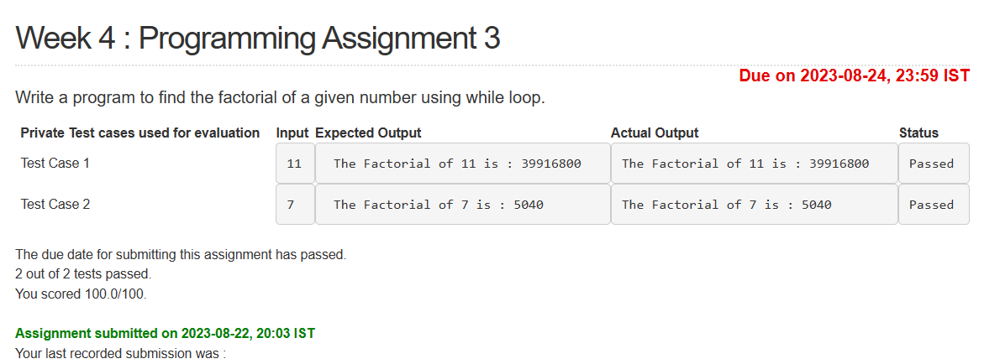 Week 4 : Programming Assignment 3
Due on 2023-08-24, 23:59 IST
Write a program to find the factorial of a given number using while loop.
Private Test cases used for evaluation Input Expected Output Actual Output Status
Test Case 1 11 The Factorial of 11 is : 39916800 The Factorial of 11 is : 39916800 Passed
Test Case 2 7 The Factorial of 7 is : 5040 The Factorial of 7 is : 5040 Passed
The due date for submitting this assignment has passed.
2 out of 2 tests passed.
You scored 100.0/100.
Assignment submitted on 2023-08-22, 20:03 IST
Your last recorded submission was :